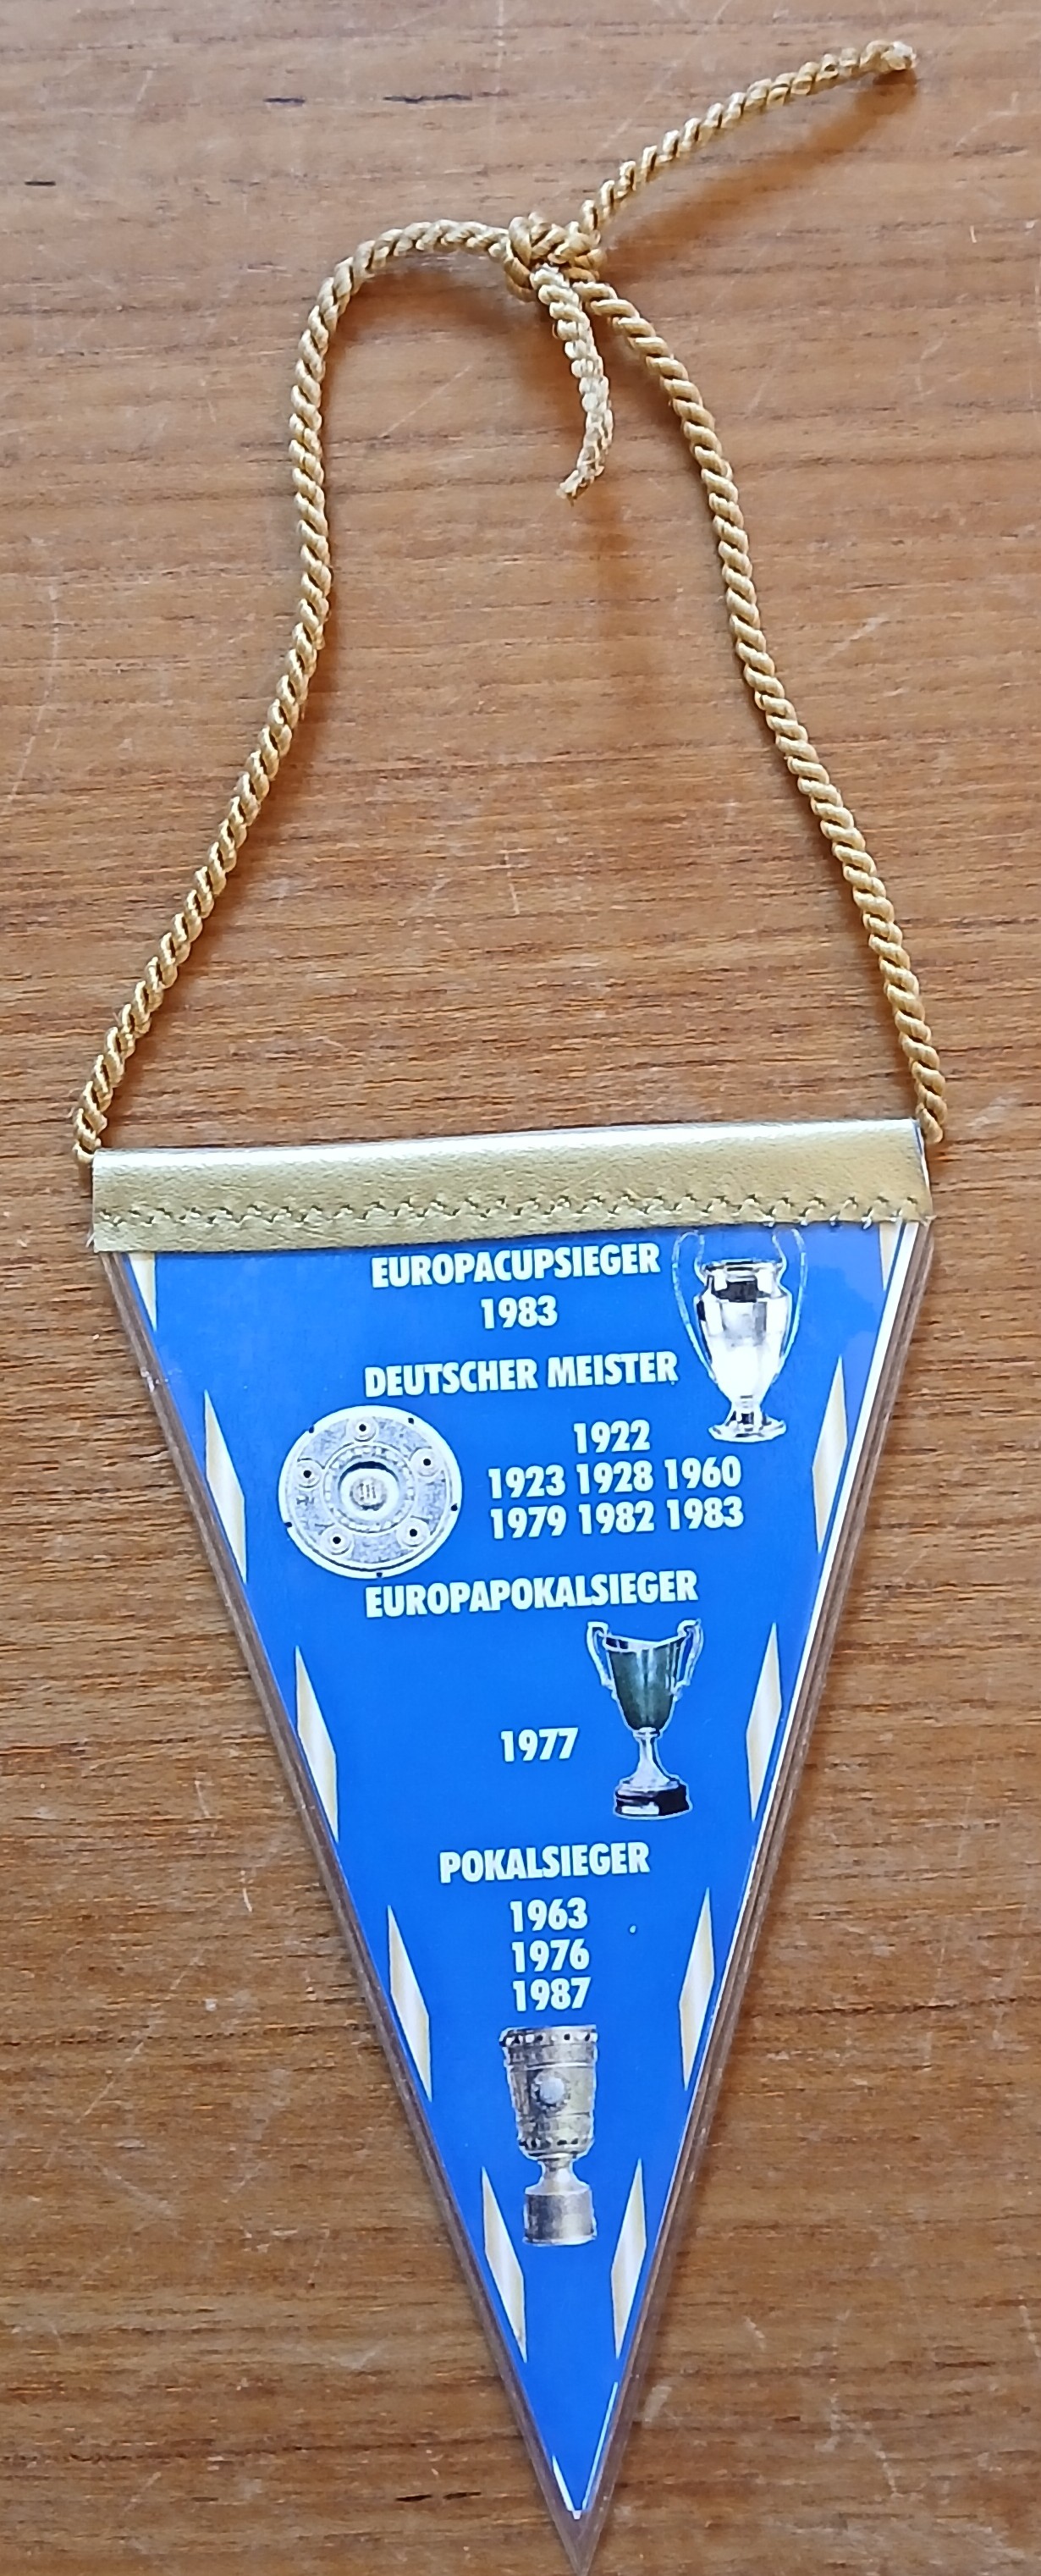 EUROPACUPSIEGER
1983
DEUTSCHER MEISTER
1922
1923 1928 1960
1979 1982 1983
EUROPAPOKALSIEGER
1977
POKALSIEGER
1963
1976
1987